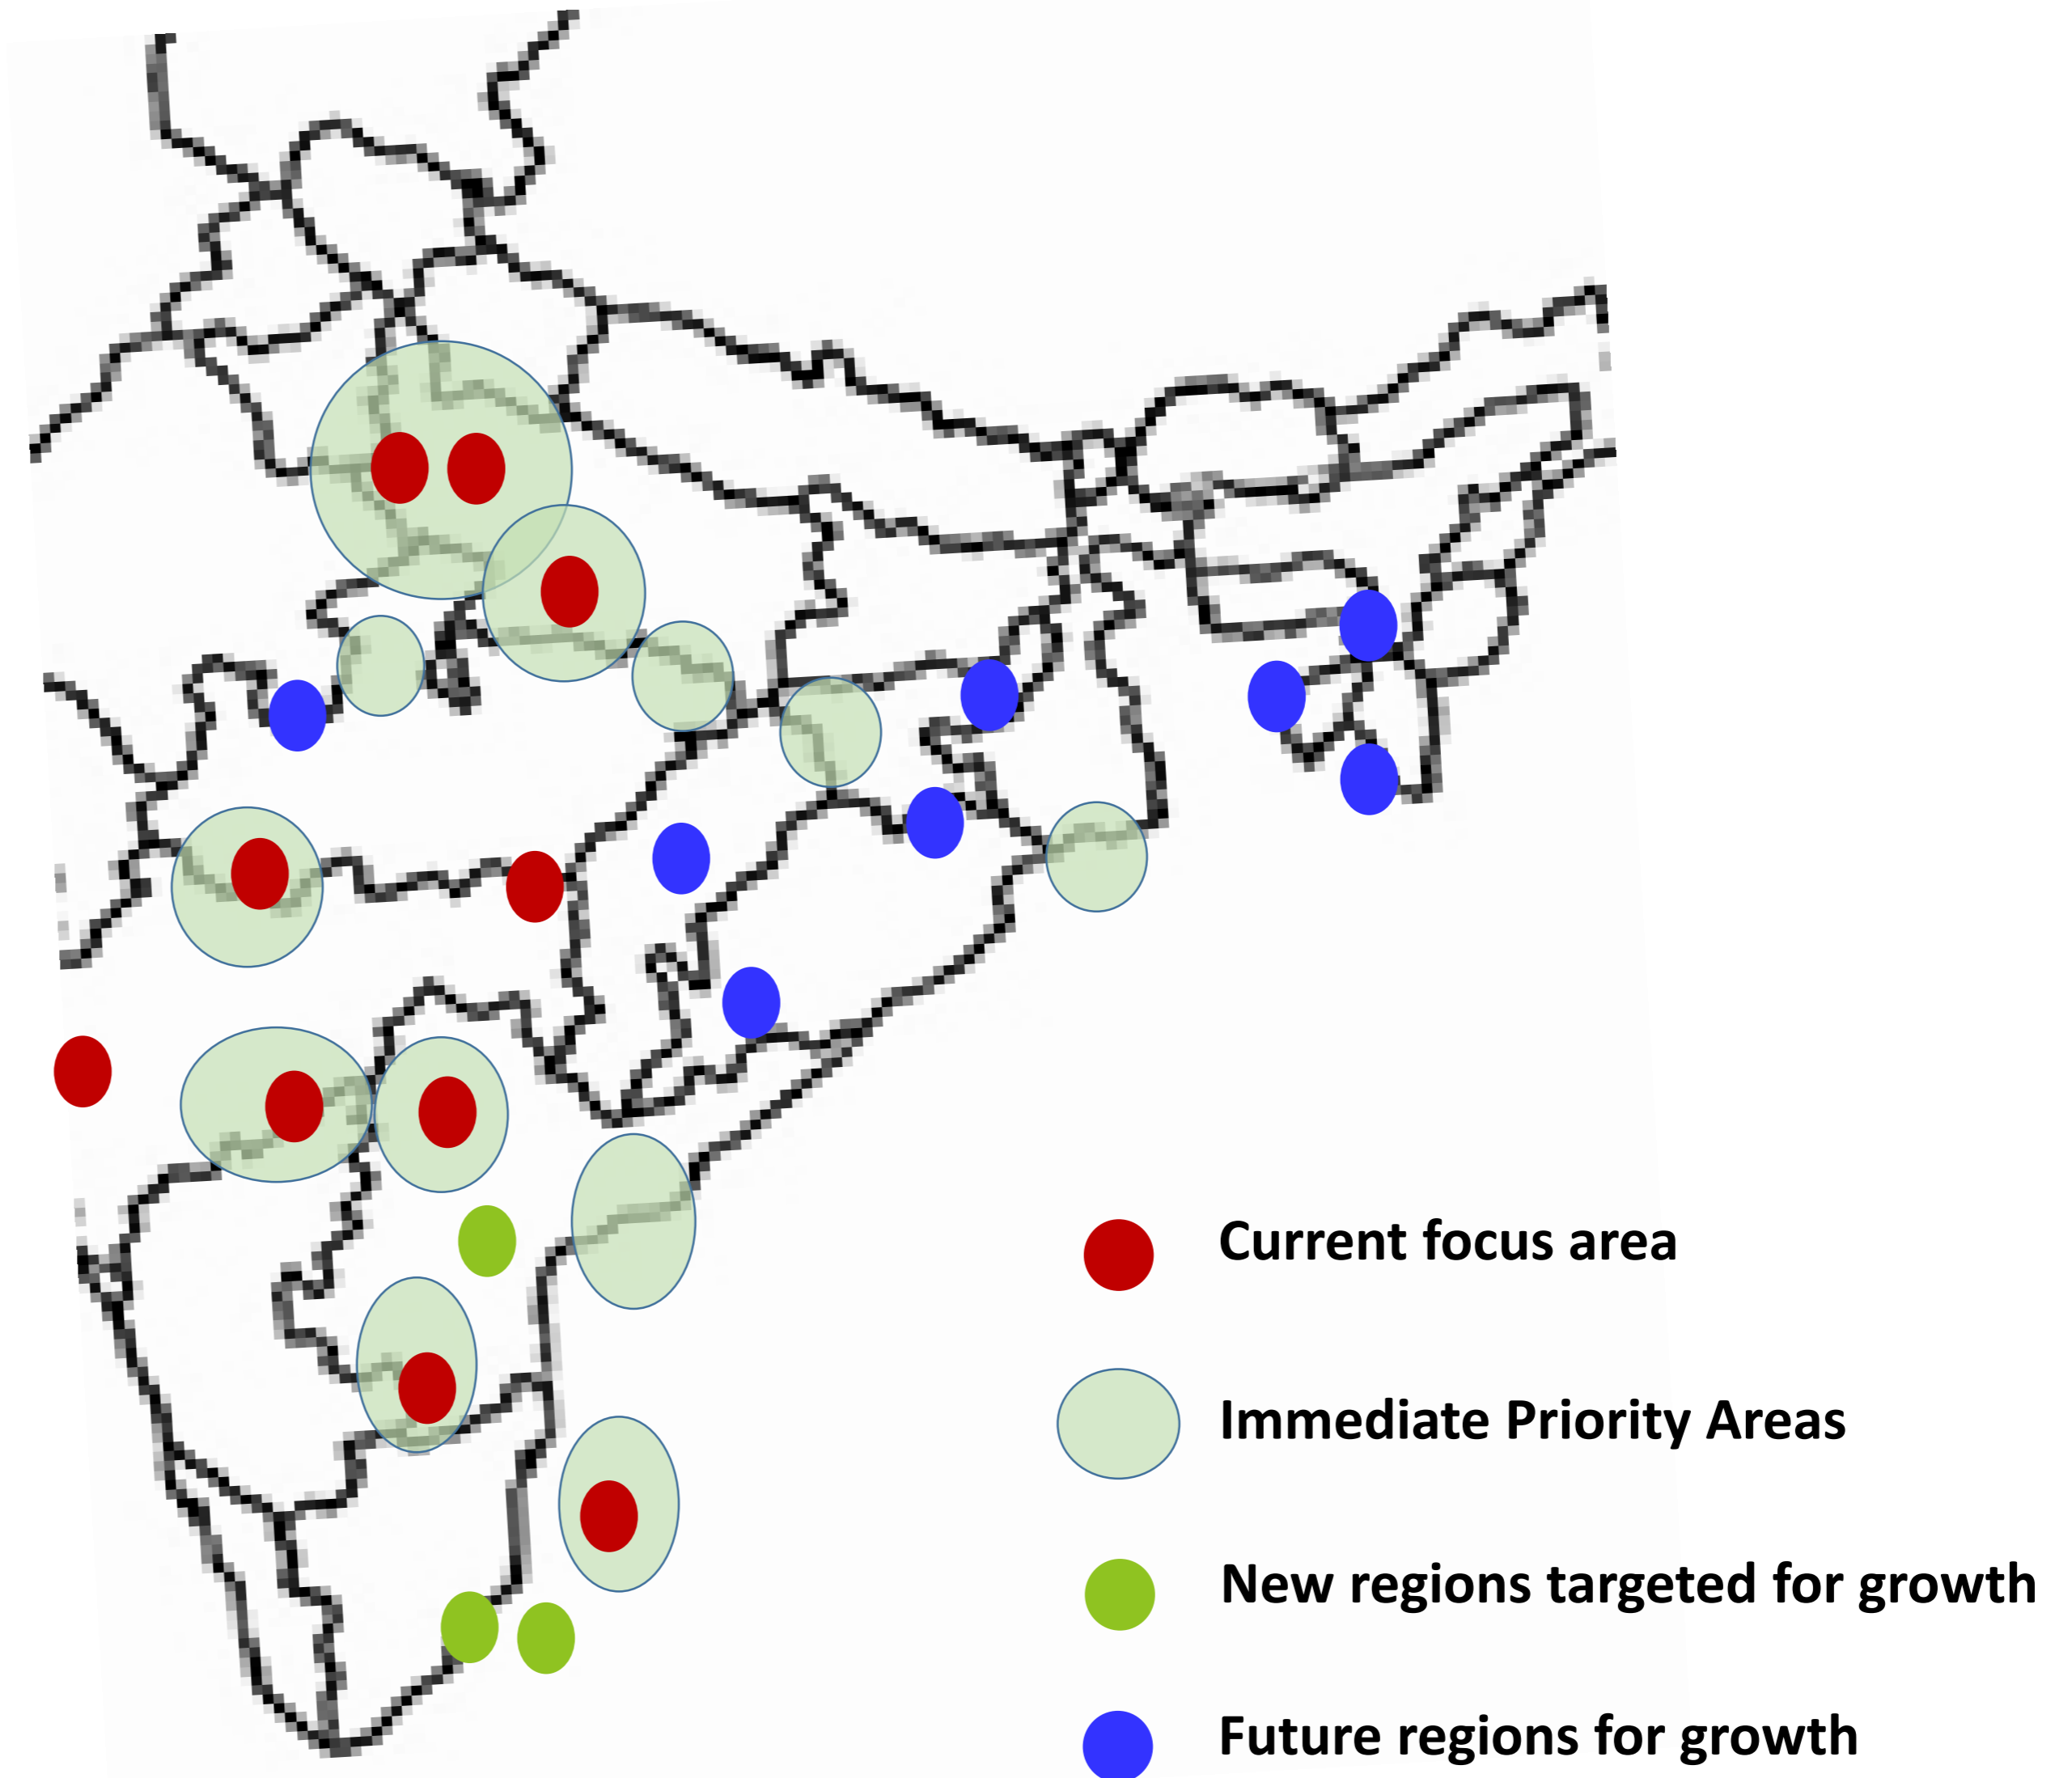 Current focus area
Immediate Priority Areas
New regions targeted for growth
Future regions for growth